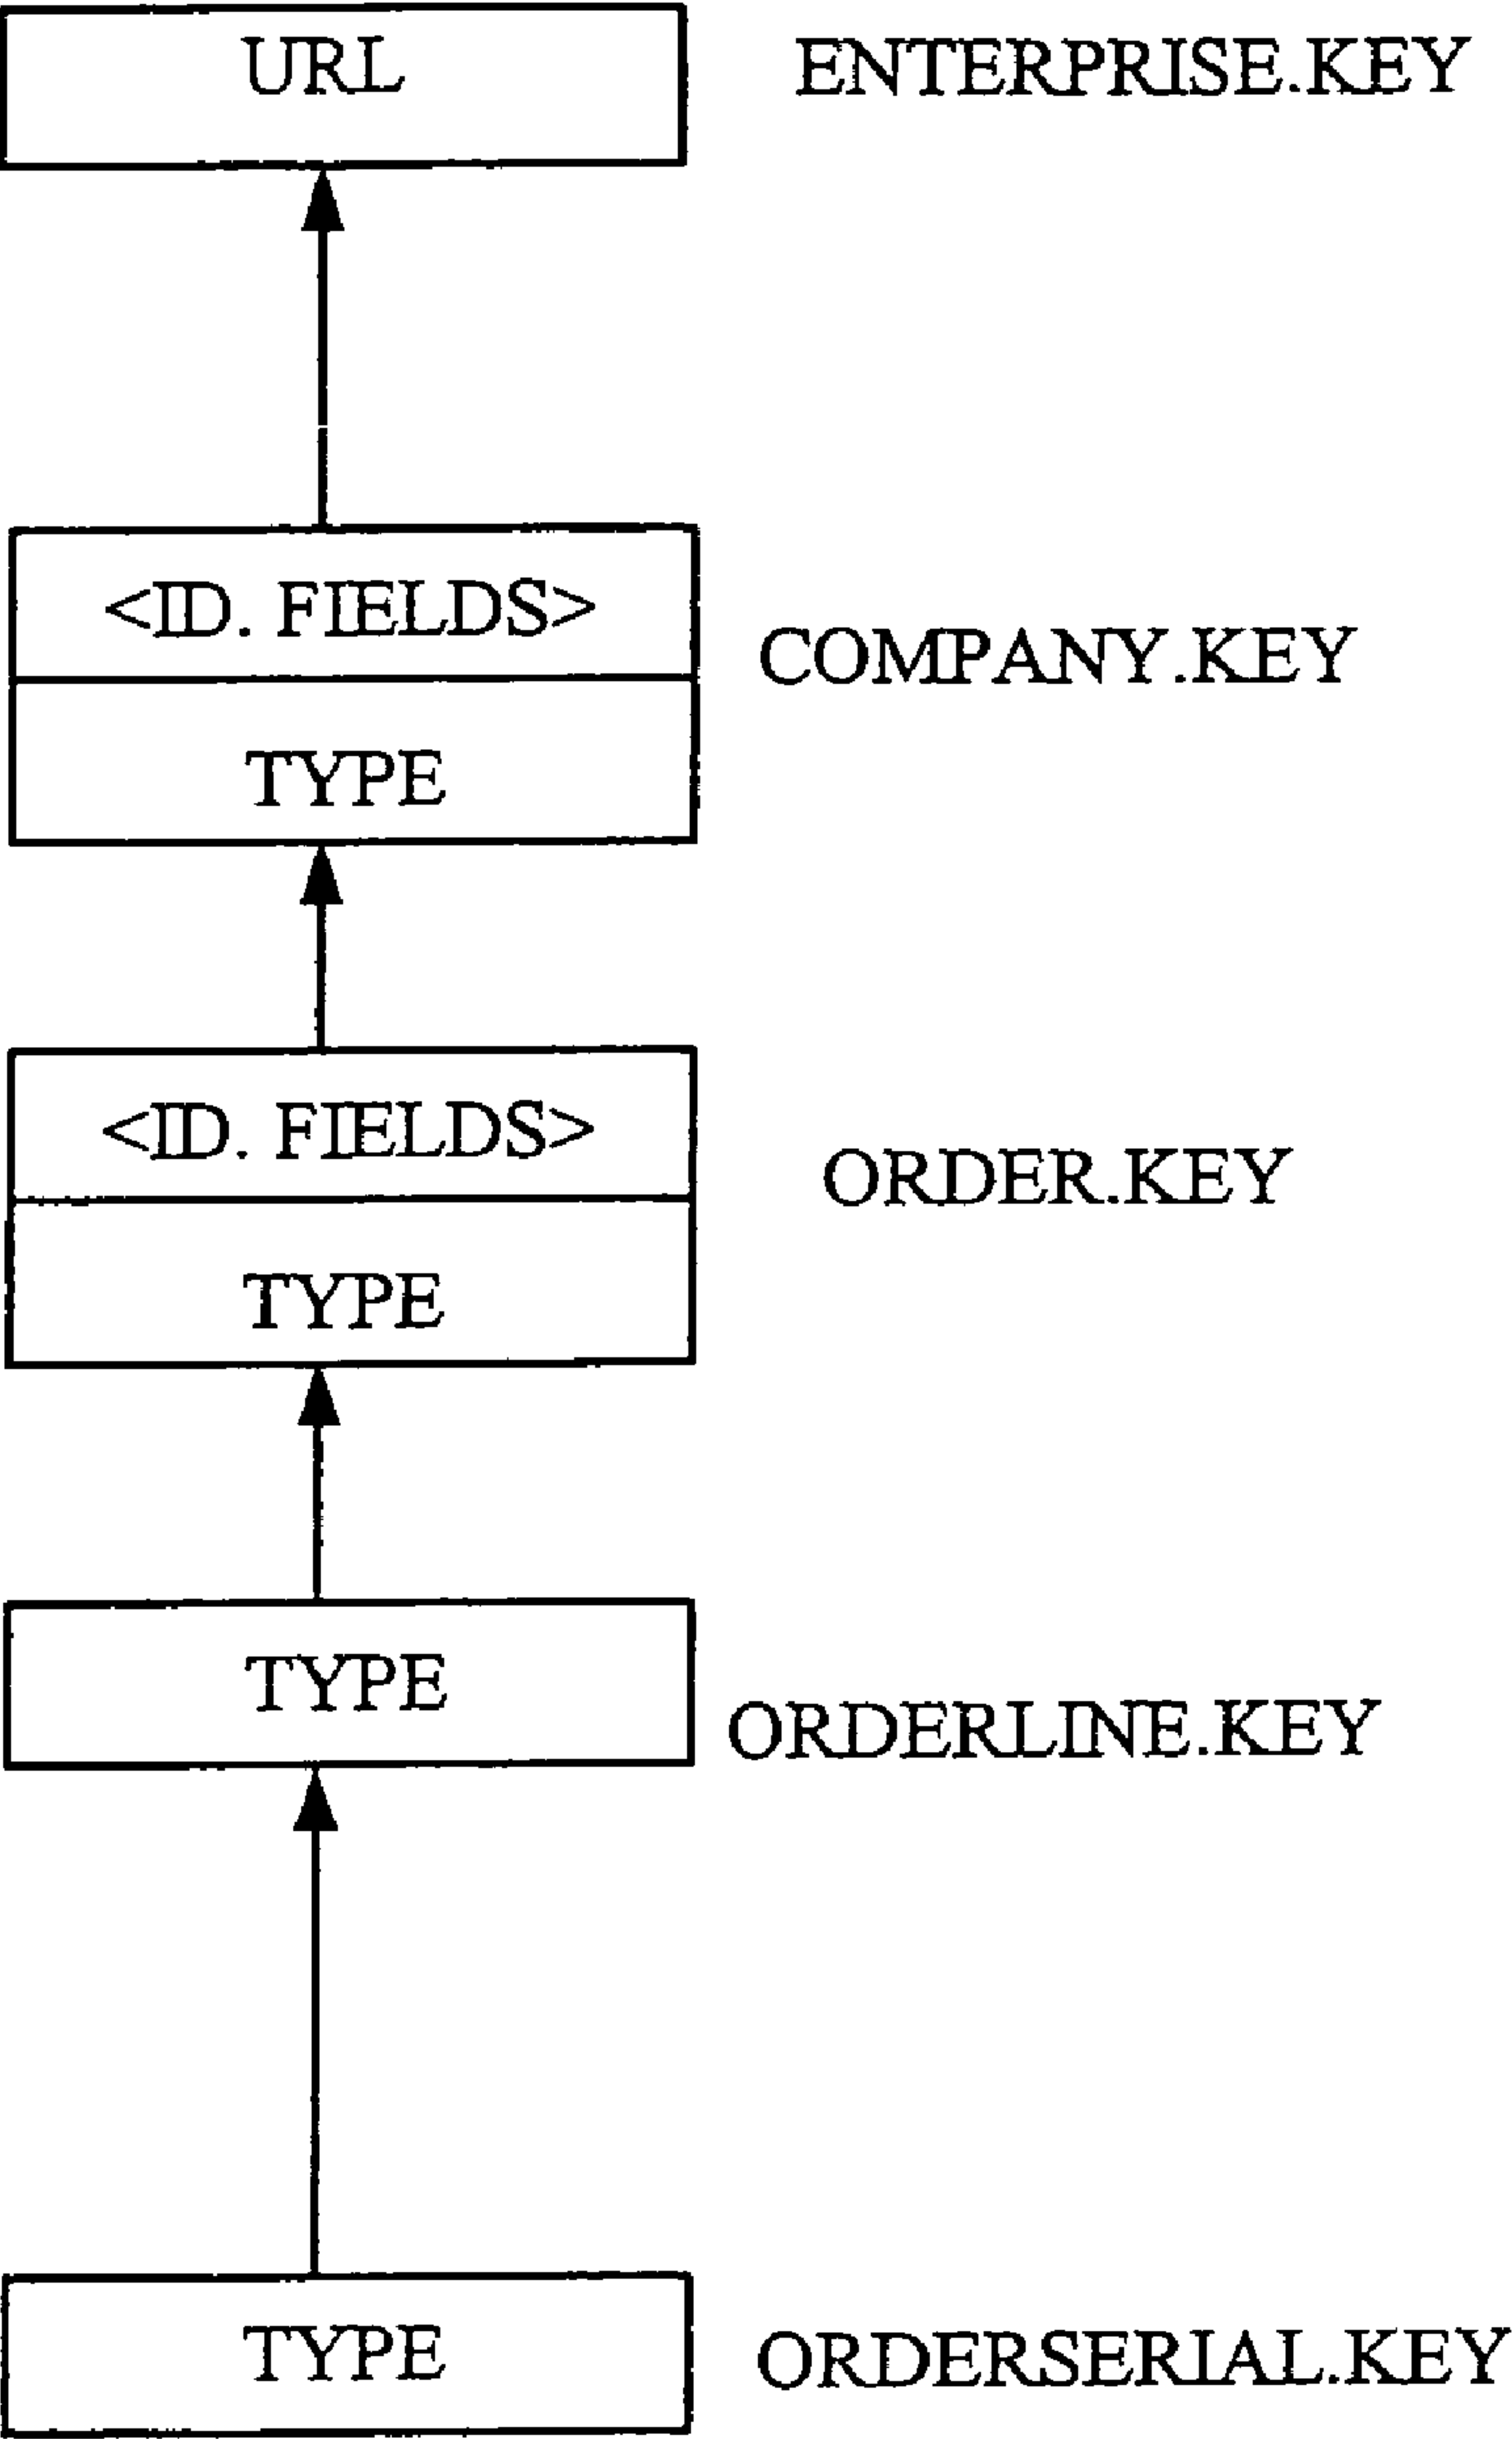 URL
ENTERPRISE.KEY
<ID. FIELDS>
COMPANY.KEY
TYPE
<ID. FIELDS>
ORDER.KEY
TYPE
TYPE
ORDERLINE.KEY
TYPE
ORDERSERIAL.KEY